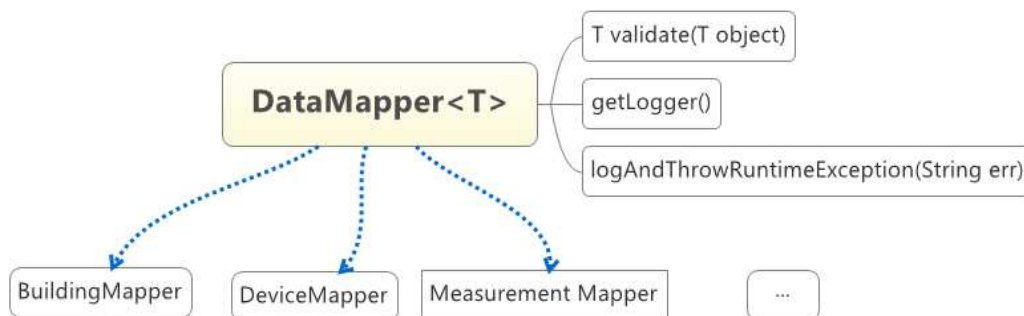 T validate(T object)
DataMapper<T>
getLogger()
logAndThrowRuntimeException(String err)
BuildingMapper
DeviceMapper
Measurement Mapper
...